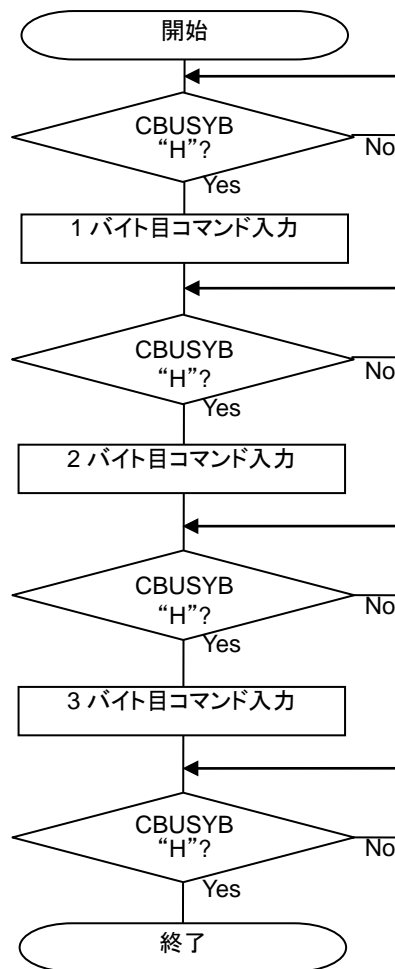 開始
CBUSYB
“H”?
No
Yes
1 バイト目コマンド入力
CBUSYB
“H”?
No
Yes
2 バイト目コマンド入力
CBUSYB
“H”?
No
Yes
3 バイト目コマンド入力
CBUSYB
“H”?
No
Yes
終了